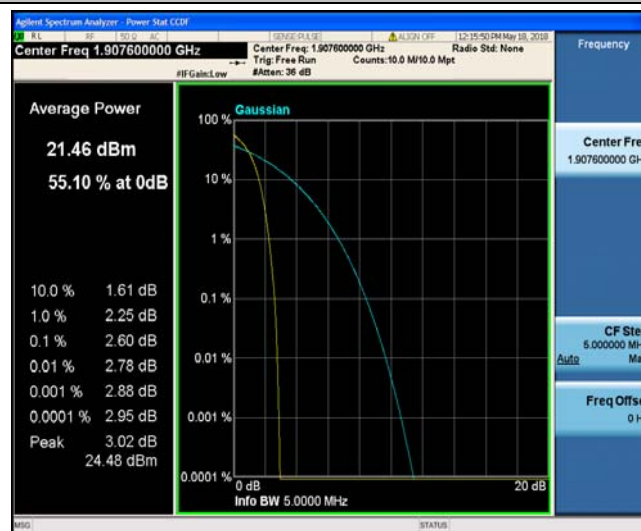 Agilent Spectrum Analyzer - Power Stat CCDF
RL RF 50 Ω AC SENSE:PULSE ALIGN OFF 12:15:50 PM May 18, 2018
Center Freq 1.907600000 GHz
Center Freq: 1.907600000 GHz Radio Std: None
Trig: Free Run Counts:10.0 M/10.0 Mpt
#IFGain:Low #Atten: 36 dB
Frequency
Average Power
21.46 dBm
55.10 % at 0dB
10.0 % 1.61 dB
1.0 % 2.25 dB
0.1 % 2.60 dB
0.01 % 2.78 dB
0.001 % 2.88 dB
0.0001 % 2.95 dB
Peak 3.02 dB
24.48 dBm
Gaussian
100 %
10 %
1 %
0.1 %
0.01 %
0.001 %
0.0001 %
0 dB 20 dB
Info BW 5.0000 MHz
Center Fre
1.907600000 GH
CF Ste
5.000000 MH
Auto Ma
Freq Offs
0 H
MSG STATUS